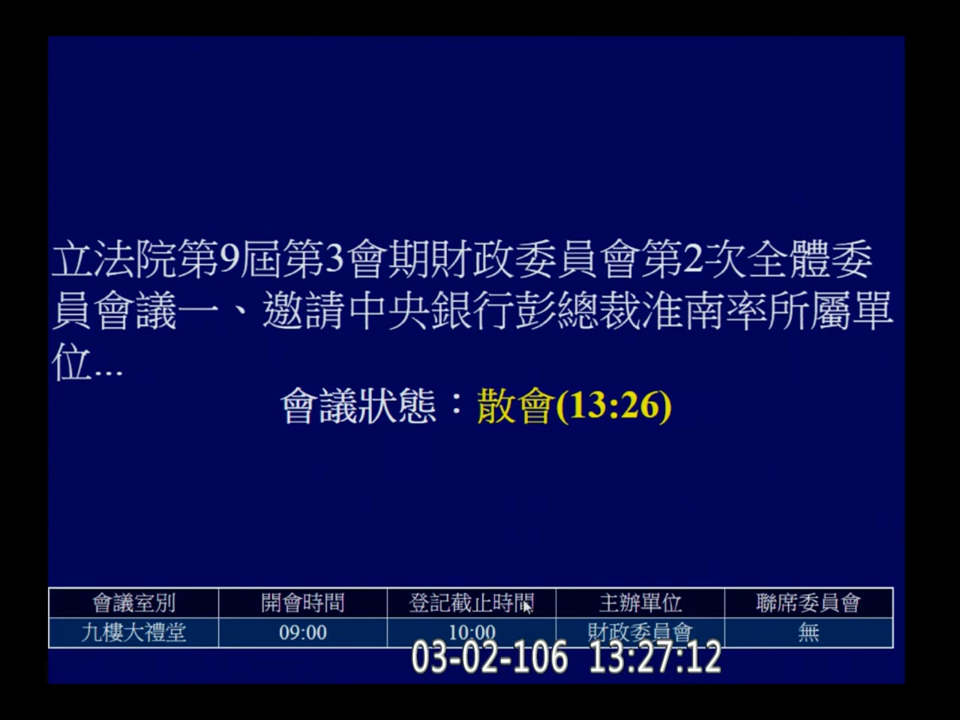 立法院第9屆第3會期財政委員會第2次全體委
員會議一、邀請中央銀行彭總裁淮南率所屬單
位...
會議狀態：散會(13:26)
會議室別 開會時間 登記截止時間 主辦單位 聯席委員會
九樓大禮堂 09:00 10:00 財政委員會 無
03-02-106 13:27:12